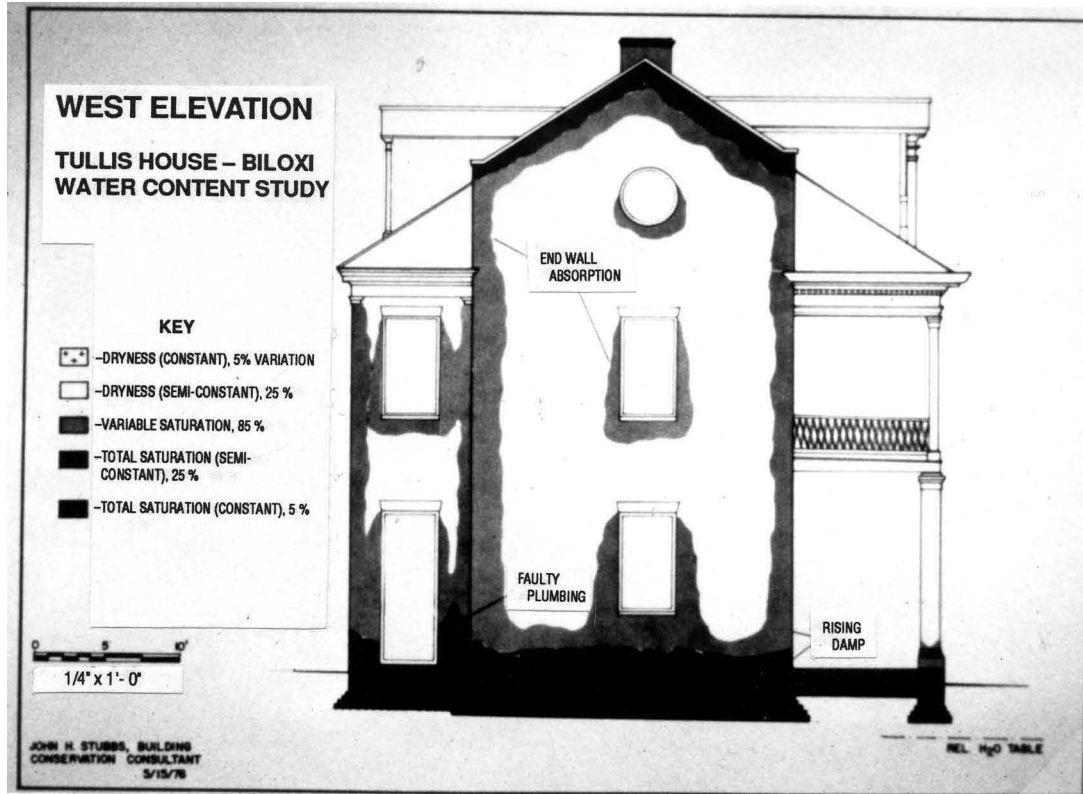 WEST ELEVATION
TULLIS HOUSE – BILOXI
WATER CONTENT STUDY
END WALL
ABSORPTION
KEY
–DRYNESS (CONSTANT), 5% VARIATION
–DRYNESS (SEMI-CONSTANT), 25 %
–VARIABLE SATURATION, 85 %
–TOTAL SATURATION (SEMI-
CONSTANT), 25 %
–TOTAL SATURATION (CONSTANT), 5 %
FAULTY
PLUMBING
RISING
DAMP
0 5 10'
1/4" x 1'- 0"
JOHN H. STUBBS, BUILDING
CONSERVATION CONSULTANT
5/15/78
REL H2O TABLE